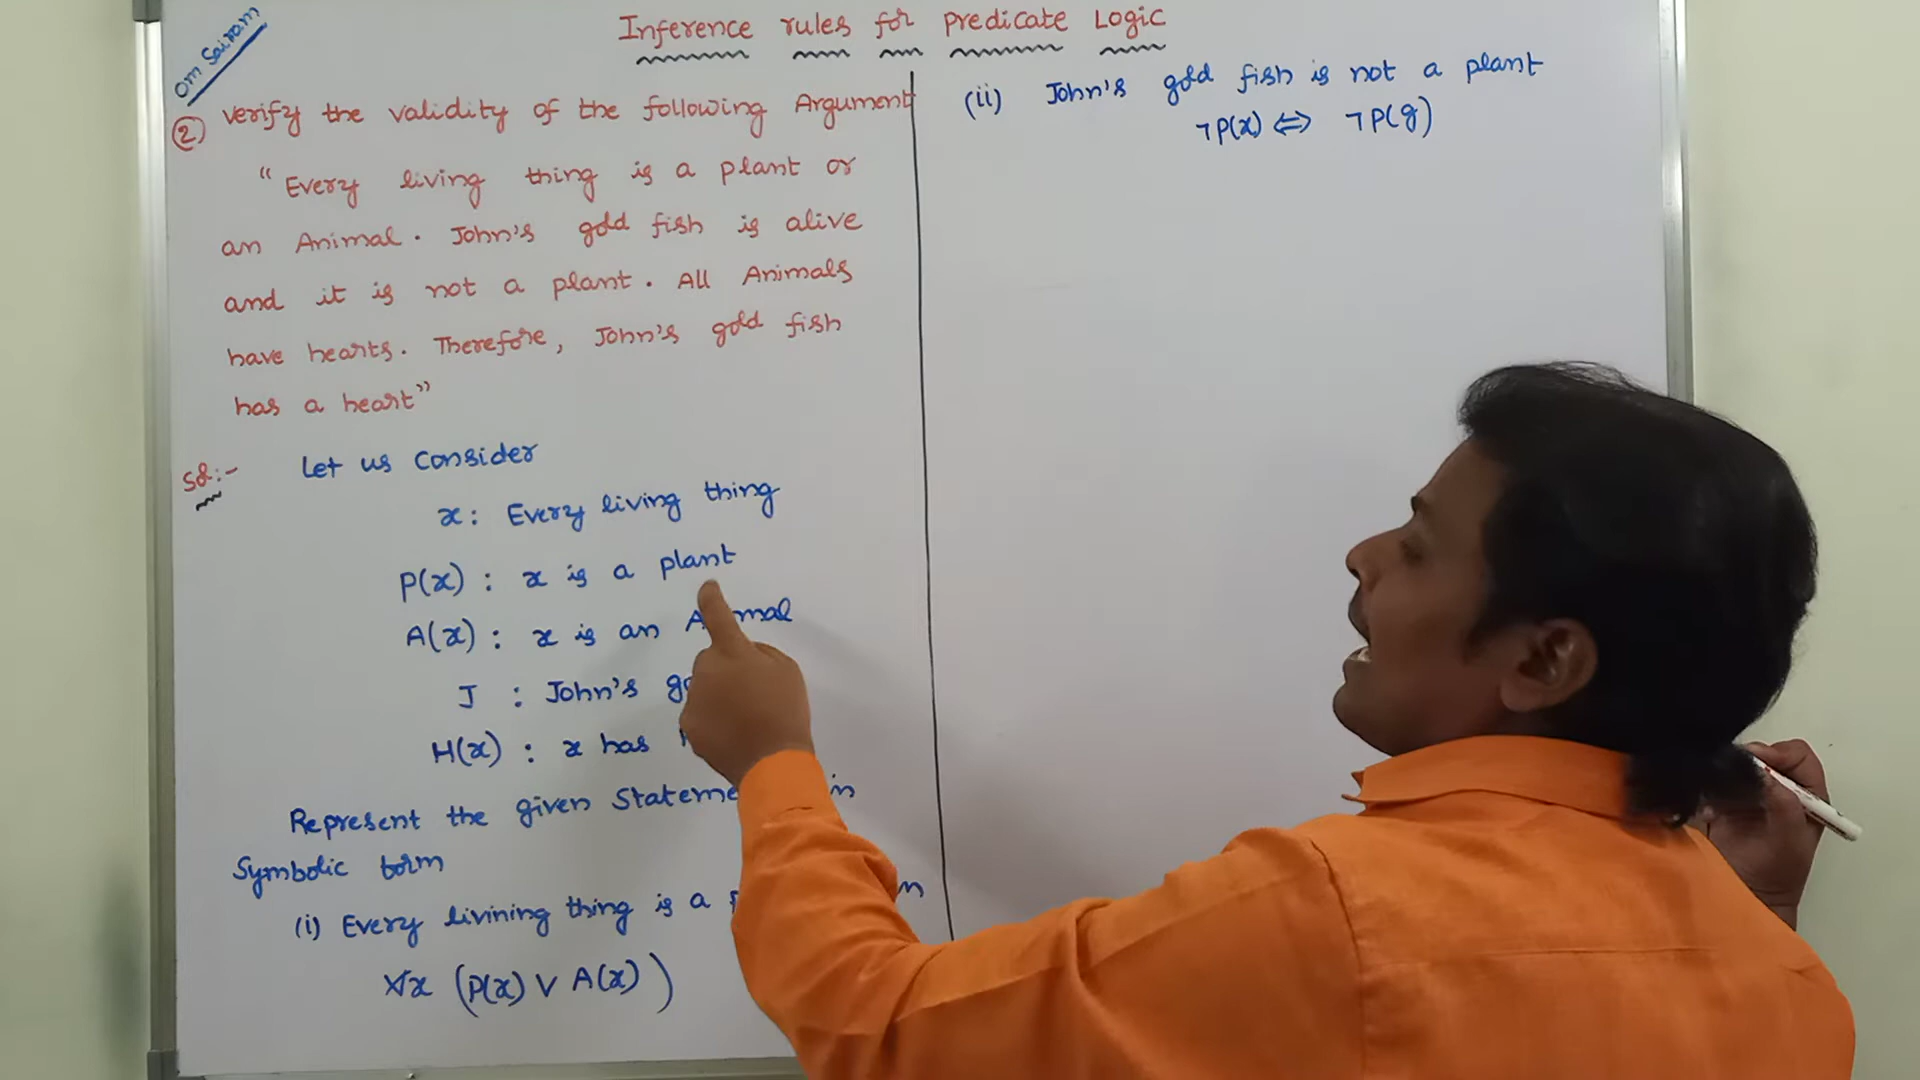 Om Sairam
Inference rules for predicate Logic
② Verify the validity of the following Argument
"Every living thing is a plant or
an Animal. John's gold fish is alive
and it is not a plant. All Animals
have hearts. Therefore, John's gold fish
has a heart"
Sol:- Let us consider
x: Every living thing
P(x) : x is a plant
A(x) : x is an
J : John's
H(x) : x has
Represent the given in
Symbolic form
(i) Every livining thing is a
∀x (P(x) ∨ A(x))
(ii) John's gold fish is not a plant
¬P(x) ⇔ ¬P(g)